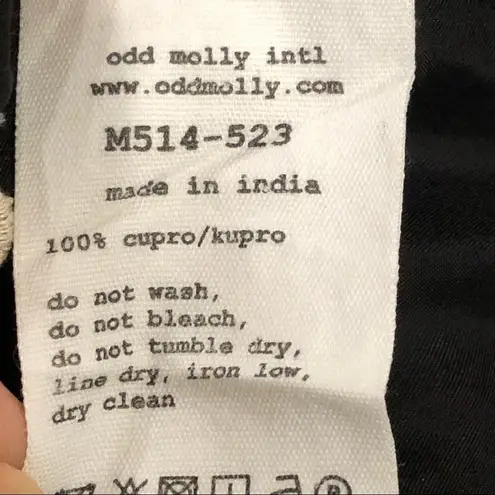 odd molly intl
www.oddmolly.com
M514-523
made in india
100% cupro/kupro
do not wash,
do not bleach,
do not tumble dry,
line dry, iron low,
dry clean